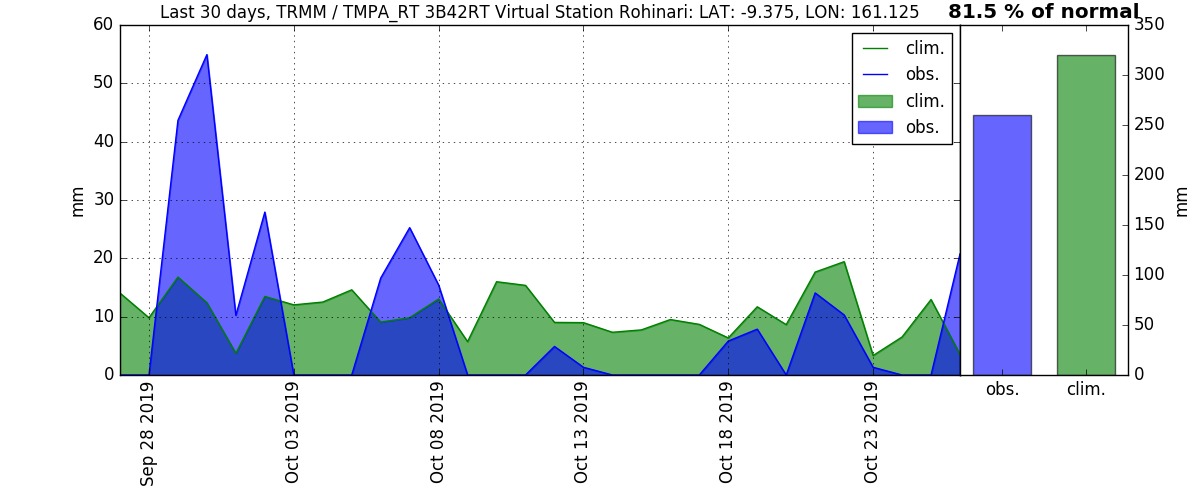 Last 30 days, TRMM / TMPA_RT 3B42RT Virtual Station Rohinari: LAT: -9.375, LON: 161.125
81.5 % of normal
60
50
40
30
20
10
0
mm
clim.
obs.
clim.
obs.
Sep 28 2019
Oct 03 2019
Oct 08 2019
Oct 13 2019
Oct 18 2019
Oct 23 2019
350
300
250
200
150
100
50
0
mm
obs.
clim.